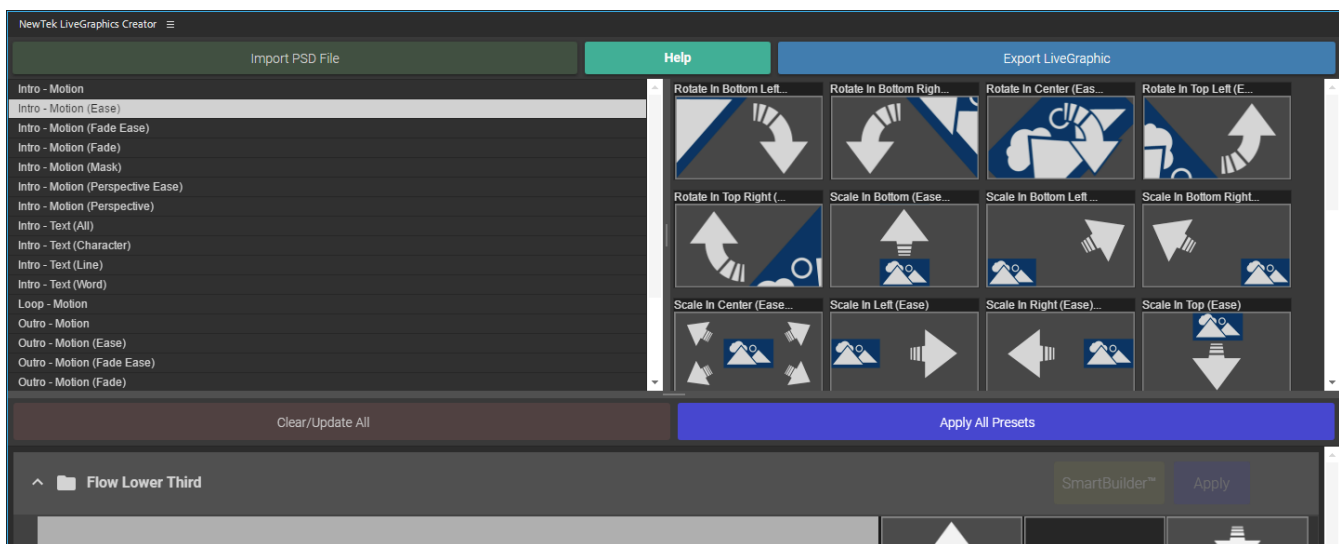 NewTek LiveGraphics Creator
Import PSD File
Help
Export LiveGraphic
Intro - Motion
Intro - Motion (Ease)
Intro - Motion (Fade Ease)
Intro - Motion (Fade)
Intro - Motion (Mask)
Intro - Motion (Perspective Ease)
Intro - Motion (Perspective)
Intro - Text (All)
Intro - Text (Character)
Intro - Text (Line)
Intro - Text (Word)
Loop - Motion
Outro - Motion
Outro - Motion (Ease)
Outro - Motion (Fade Ease)
Outro - Motion (Fade)
Rotate In Bottom Left...
Rotate In Bottom Righ...
Rotate In Center (Eas...
Rotate In Top Left (E...
Rotate In Top Right (...
Scale In Bottom (Ease...
Scale In Bottom Left ...
Scale In Bottom Right...
Scale In Center (Ease...
Scale In Left (Ease)
Scale In Right (Ease)...
Scale In Top (Ease)
Clear/Update All
Apply All Presets
Flow Lower Third
SmartBuilder™
Apply